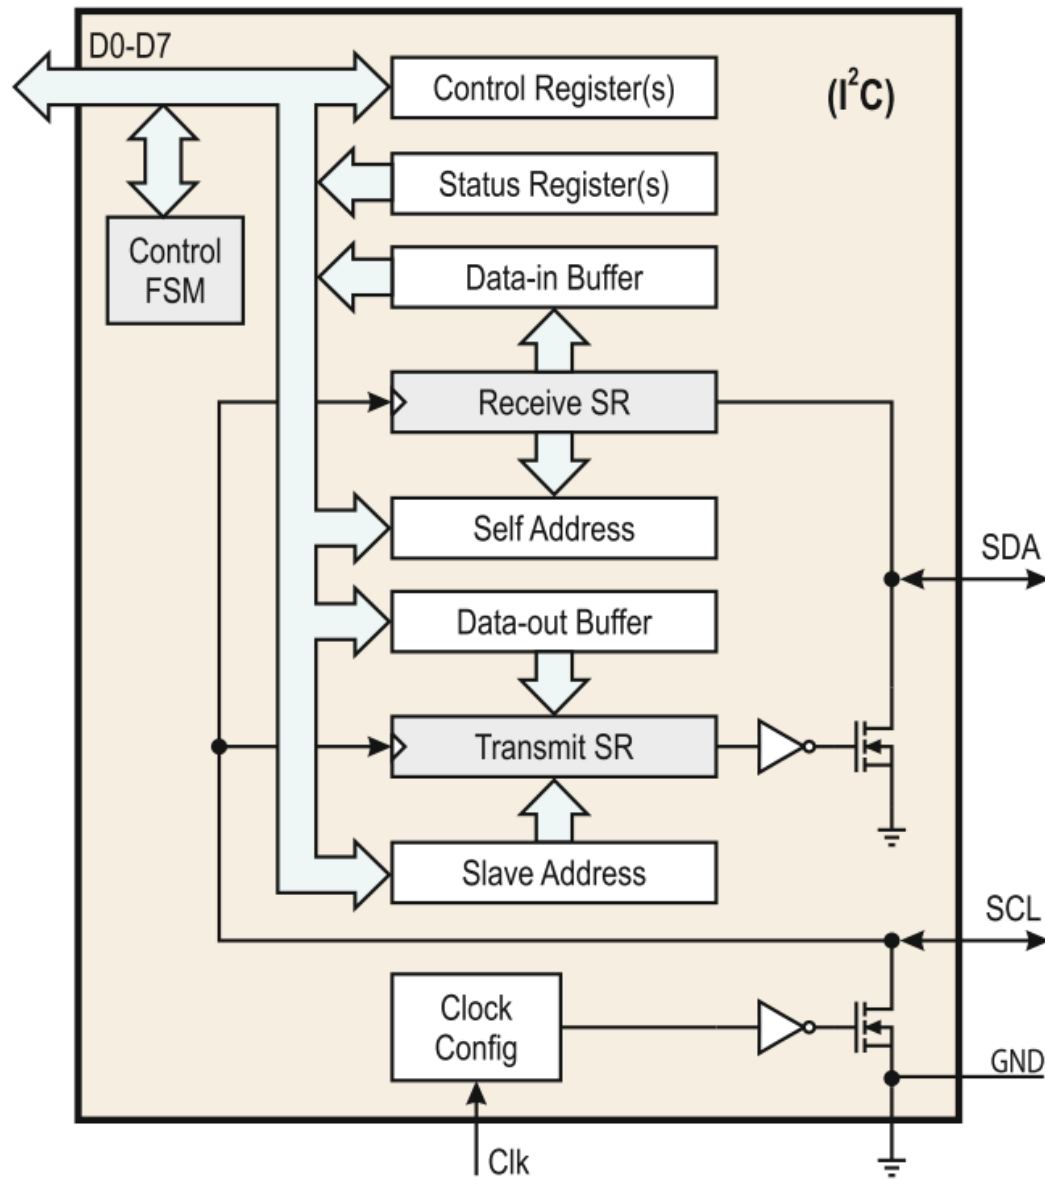 D0-D7
Control Register(s)
(I²C)
Status Register(s)
Control
FSM
Data-in Buffer
Receive SR
Self Address
SDA
Data-out Buffer
Transmit SR
Slave Address
SCL
Clock
Config
GND
Clk